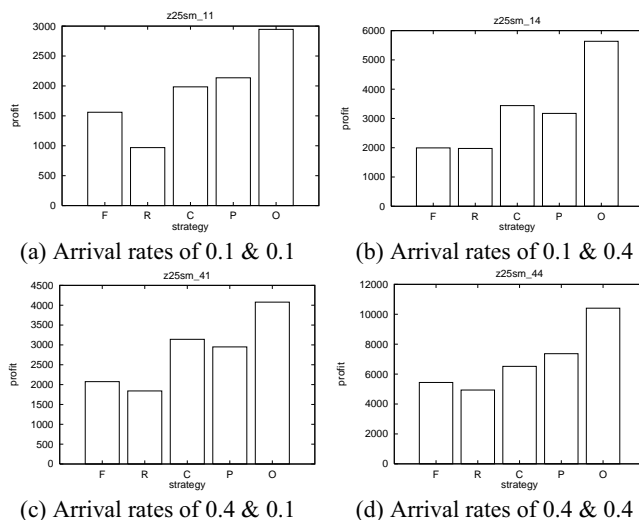 z25sm_11
3000
2500
2000
1500
1000
500
0
profit
F R C P O
strategy
(a) Arrival rates of 0.1 & 0.1
z25sm_14
6000
5000
4000
3000
2000
1000
0
profit
F R C P O
strategy
(b) Arrival rates of 0.1 & 0.4
z25sm_41
4500
4000
3500
3000
2500
2000
1500
1000
500
0
profit
F R C P O
strategy
(c) Arrival rates of 0.4 & 0.1
z25sm_44
12000
10000
8000
6000
4000
2000
0
profit
F R C P O
strategy
(d) Arrival rates of 0.4 & 0.4